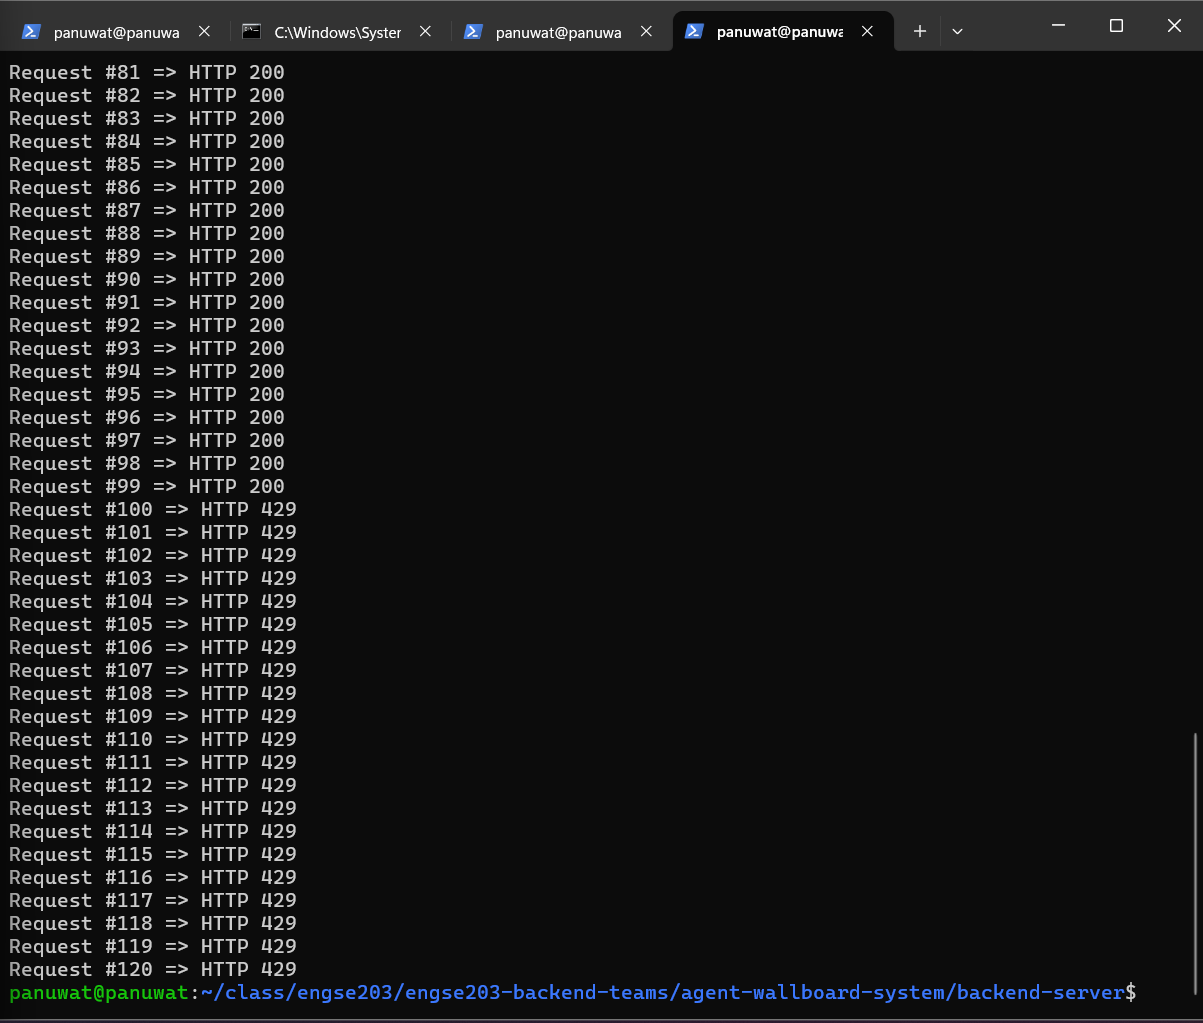 panuwat@panuwa
C:\Windows\Syster
panuwat@panuwa
panuwat@panuwa
Request #81 => HTTP 200
Request #82 => HTTP 200
Request #83 => HTTP 200
Request #84 => HTTP 200
Request #85 => HTTP 200
Request #86 => HTTP 200
Request #87 => HTTP 200
Request #88 => HTTP 200
Request #89 => HTTP 200
Request #90 => HTTP 200
Request #91 => HTTP 200
Request #92 => HTTP 200
Request #93 => HTTP 200
Request #94 => HTTP 200
Request #95 => HTTP 200
Request #96 => HTTP 200
Request #97 => HTTP 200
Request #98 => HTTP 200
Request #99 => HTTP 200
Request #100 => HTTP 429
Request #101 => HTTP 429
Request #102 => HTTP 429
Request #103 => HTTP 429
Request #104 => HTTP 429
Request #105 => HTTP 429
Request #106 => HTTP 429
Request #107 => HTTP 429
Request #108 => HTTP 429
Request #109 => HTTP 429
Request #110 => HTTP 429
Request #111 => HTTP 429
Request #112 => HTTP 429
Request #113 => HTTP 429
Request #114 => HTTP 429
Request #115 => HTTP 429
Request #116 => HTTP 429
Request #117 => HTTP 429
Request #118 => HTTP 429
Request #119 => HTTP 429
Request #120 => HTTP 429
panuwat@panuwat:~/class/engse203/engse203-backend-teams/agent-wallboard-system/backend-server$